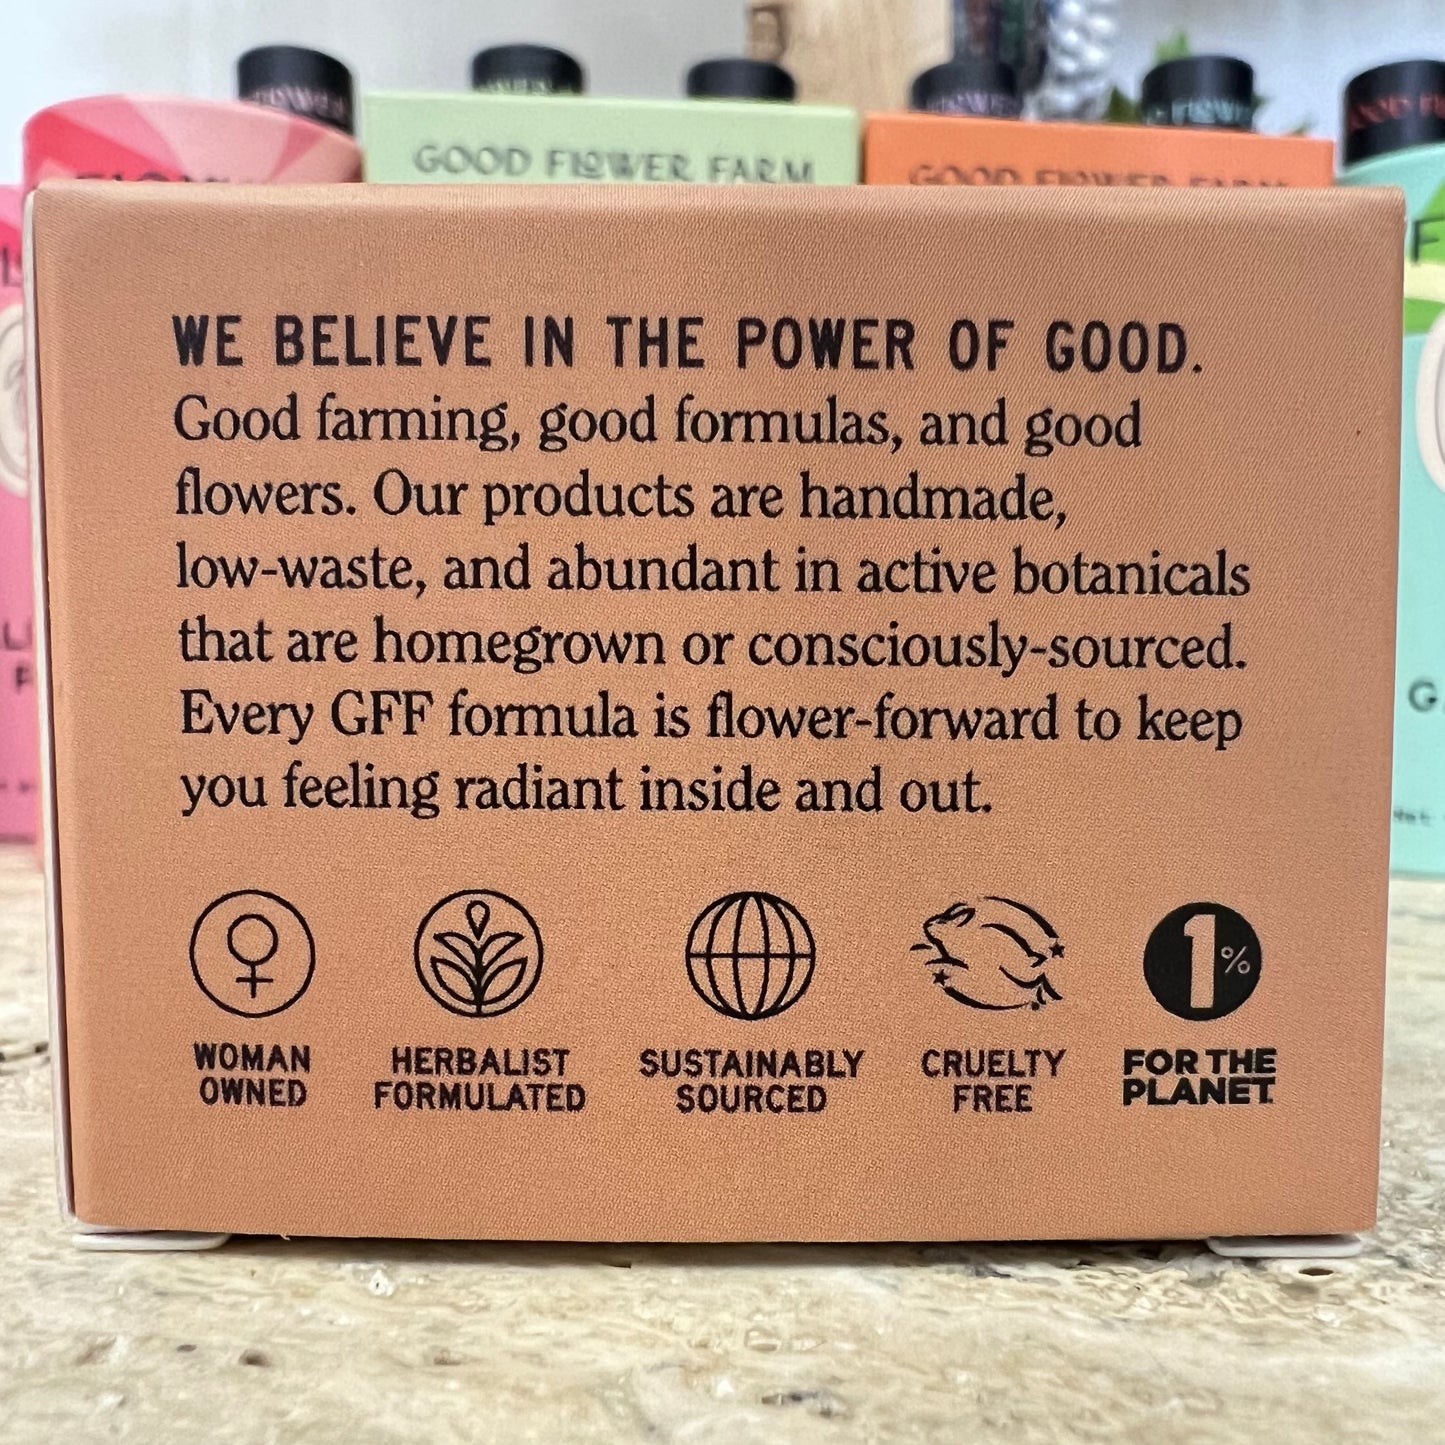 GOOD FLOWER FARM
GOOD FLOWER FARM
WE BELIEVE IN THE POWER OF GOOD.
Good farming, good formulas, and good
flowers. Our products are handmade,
low-waste, and abundant in active botanicals
that are homegrown or consciously-sourced.
Every GFF formula is flower-forward to keep
you feeling radiant inside and out.
1%
WOMAN
OWNED
HERBALIST
FORMULATED
SUSTAINABLY
SOURCED
CRUELTY
FREE
FOR THE
PLANET